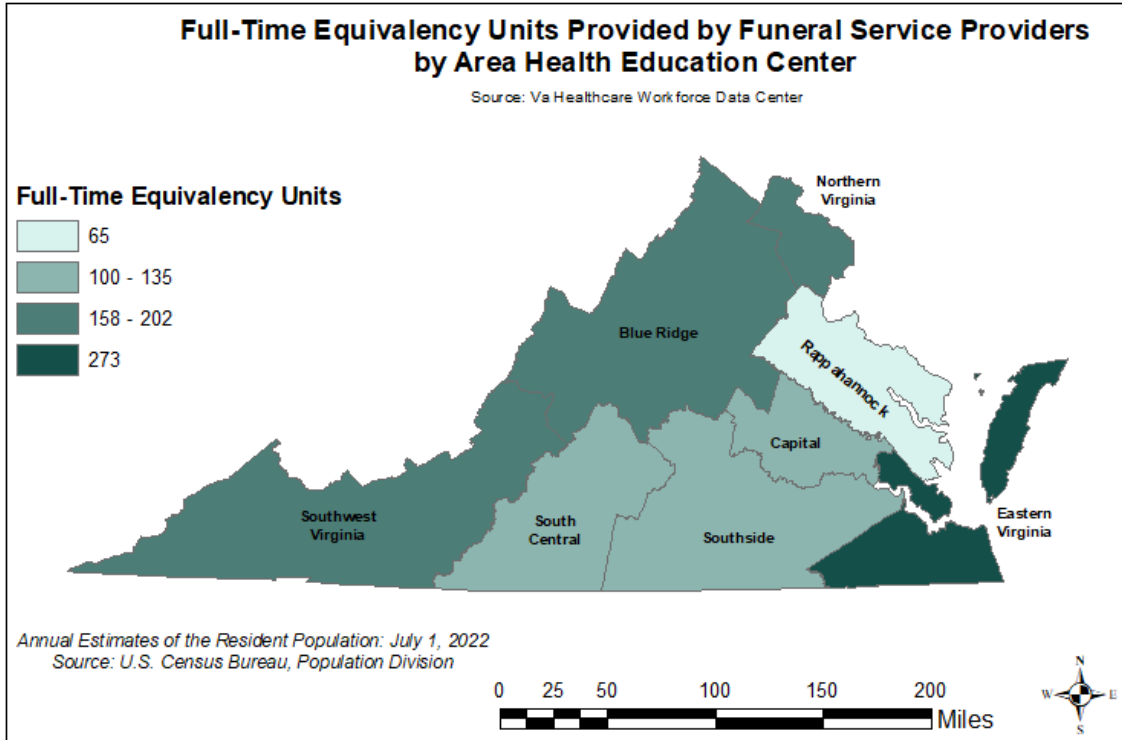 Full-Time Equivalency Units Provided by Funeral Service Providers
by Area Health Education Center
Source: Va Healthcare Workforce Data Center
Full-Time Equivalency Units
65
100 - 135
158 - 202
273
Northern
Virginia
Blue Ridge
Rappahannock
Capital
Southwest
Virginia
South
Central
Southside
Eastern
Virginia
Annual Estimates of the Resident Population: July 1, 2022
Source: U.S. Census Bureau, Population Division
0 25 50 100 150 200
Miles
N
W E
S